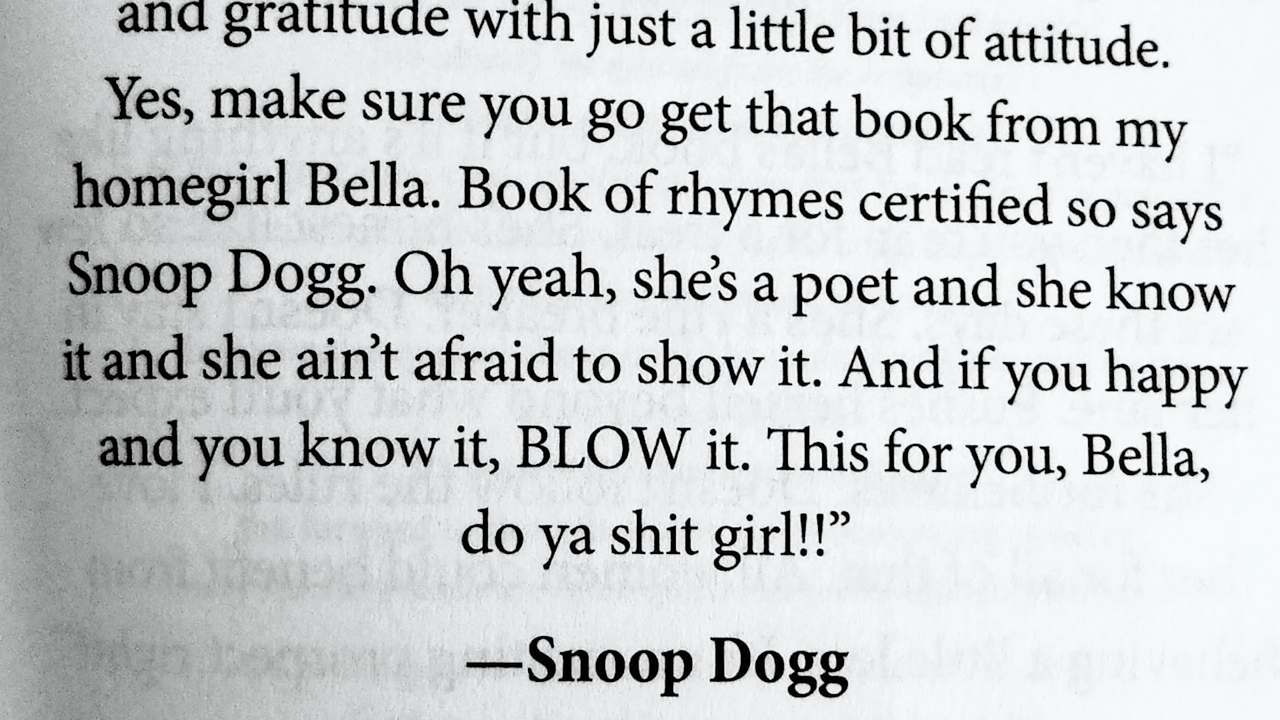 and gratitude with just a little bit of attitude.
Yes, make sure you go get that book from my
homegirl Bella. Book of rhymes certified so says
Snoop Dogg. Oh yeah, she’s a poet and she know
it and she ain’t afraid to show it. And if you happy
and you know it, BLOW it. This for you, Bella,
do ya shit girl!!”
—Snoop Dogg